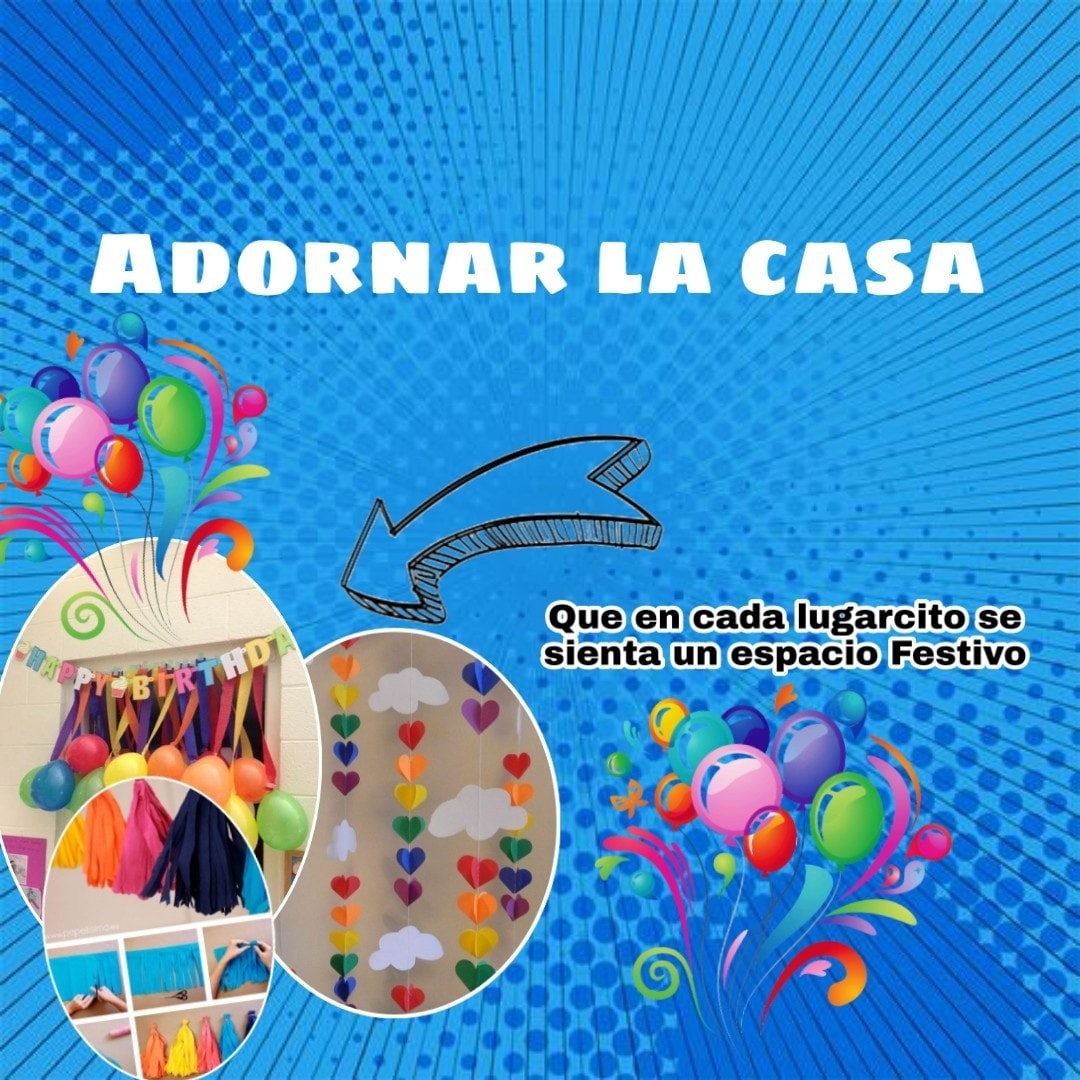 Adornar la casa
Que en cada lugarcito se
sienta un espacio Festivo
HAPPY BIRTHDA